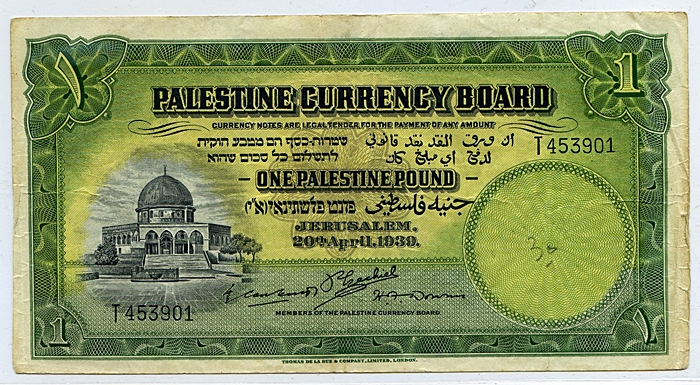 ١ 1
PALESTINE CURRENCY BOARD
CURRENCY NOTES ARE LEGAL TENDER FOR THE PAYMENT OF ANY AMOUNT
שטרות-כסף הם מטבע חוקית ان ورق النقد نقد قانوني
לתשלום כל סכום שהוא لدفع اي مبلغ كان
T 453901
ONE PALESTINE POUND
פונט פלשתינאי (א״י) جنيه فلسطيني
JERUSALEM.
20th April, 1939.
T 453901
MEMBERS OF THE PALESTINE CURRENCY BOARD
1 ١
THOMAS DE LA RUE & COMPANY, LIMITED, LONDON.